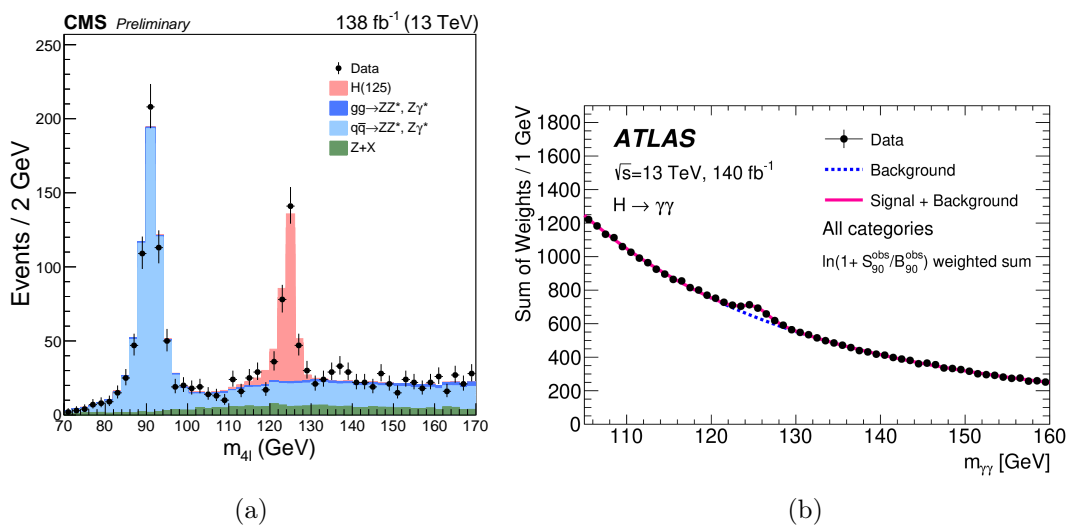 CMS Preliminary 138 fb⁻¹ (13 TeV)
Events / 2 GeV
250
200
150
100
50
0
Data
H(125)
gg→ZZ*, Zγ*
qq̄→ZZ*, Zγ*
Z+X
70 80 90 100 110 120 130 140 150 160 170
m4l (GeV)
(a)
Sum of Weights / 1 GeV
1800
1600
1400
1200
1000
800
600
400
200
0
ATLAS
√s=13 TeV, 140 fb⁻¹
H → γγ
Data
Background
Signal + Background
All categories
ln(1+ S₉₀ᵒᵇˢ/B₉₀ᵒᵇˢ) weighted sum
110 120 130 140 150 160
mγγ [GeV]
(b)